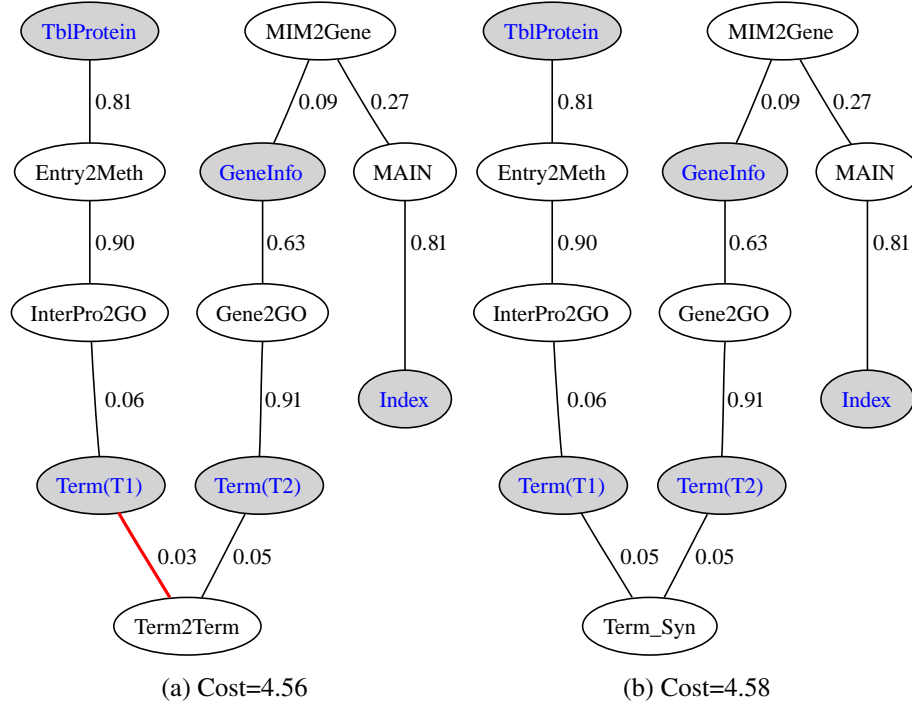 TblProtein MIM2Gene TblProtein MIM2Gene
0.81 0.09 0.27 0.81 0.09 0.27
Entry2Meth GeneInfo MAIN Entry2Meth GeneInfo MAIN
0.90 0.63 0.81 0.90 0.63 0.81
InterPro2GO Gene2GO InterPro2GO Gene2GO
0.06 0.91 Index 0.06 0.91 Index
Term(T1) Term(T2) Term(T1) Term(T2)
0.03 0.05 0.05 0.05
Term2Term Term_Syn
(a) Cost=4.56 (b) Cost=4.58